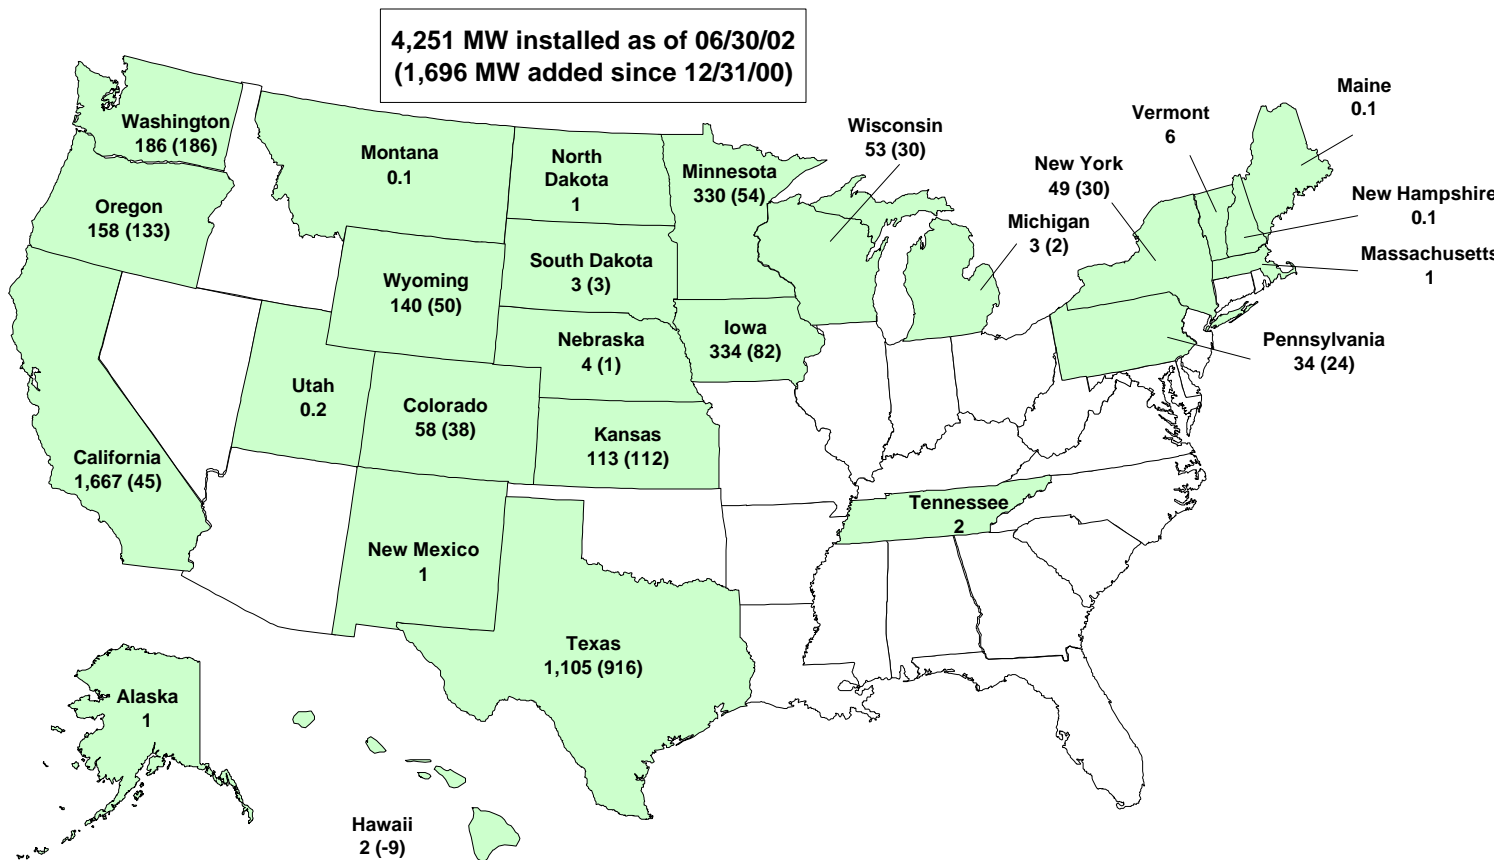 4,251 MW installed as of 06/30/02
(1,696 MW added since 12/31/00)
Washington
186 (186)
Oregon
158 (133)
California
1,667 (45)
Montana
0.1
Wyoming
140 (50)
Utah
0.2
Colorado
58 (38)
New Mexico
1
North
Dakota
1
South Dakota
3 (3)
Nebraska
4 (1)
Kansas
113 (112)
Texas
1,105 (916)
Minnesota
330 (54)
Iowa
334 (82)
Wisconsin
53 (30)
Michigan
3 (2)
Tennessee
2
New York
49 (30)
Vermont
6
Maine
0.1
New Hampshire
0.1
Massachusetts
1
Pennsylvania
34 (24)
Alaska
1
Hawaii
2 (-9)